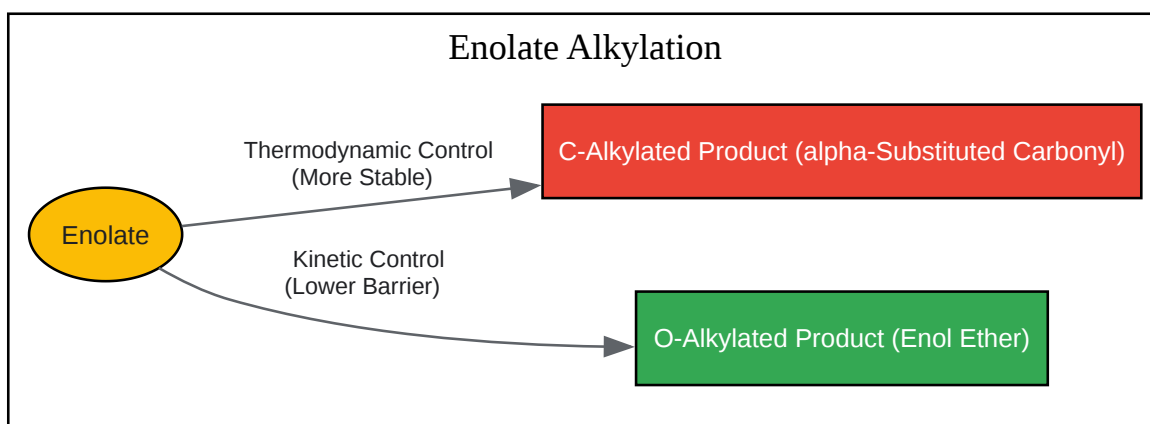 Enolate Alkylation
Thermodynamic Control
(More Stable)
C-Alkylated Product (alpha-Substituted Carbonyl)
Enolate
Kinetic Control
(Lower Barrier)
O-Alkylated Product (Enol Ether)